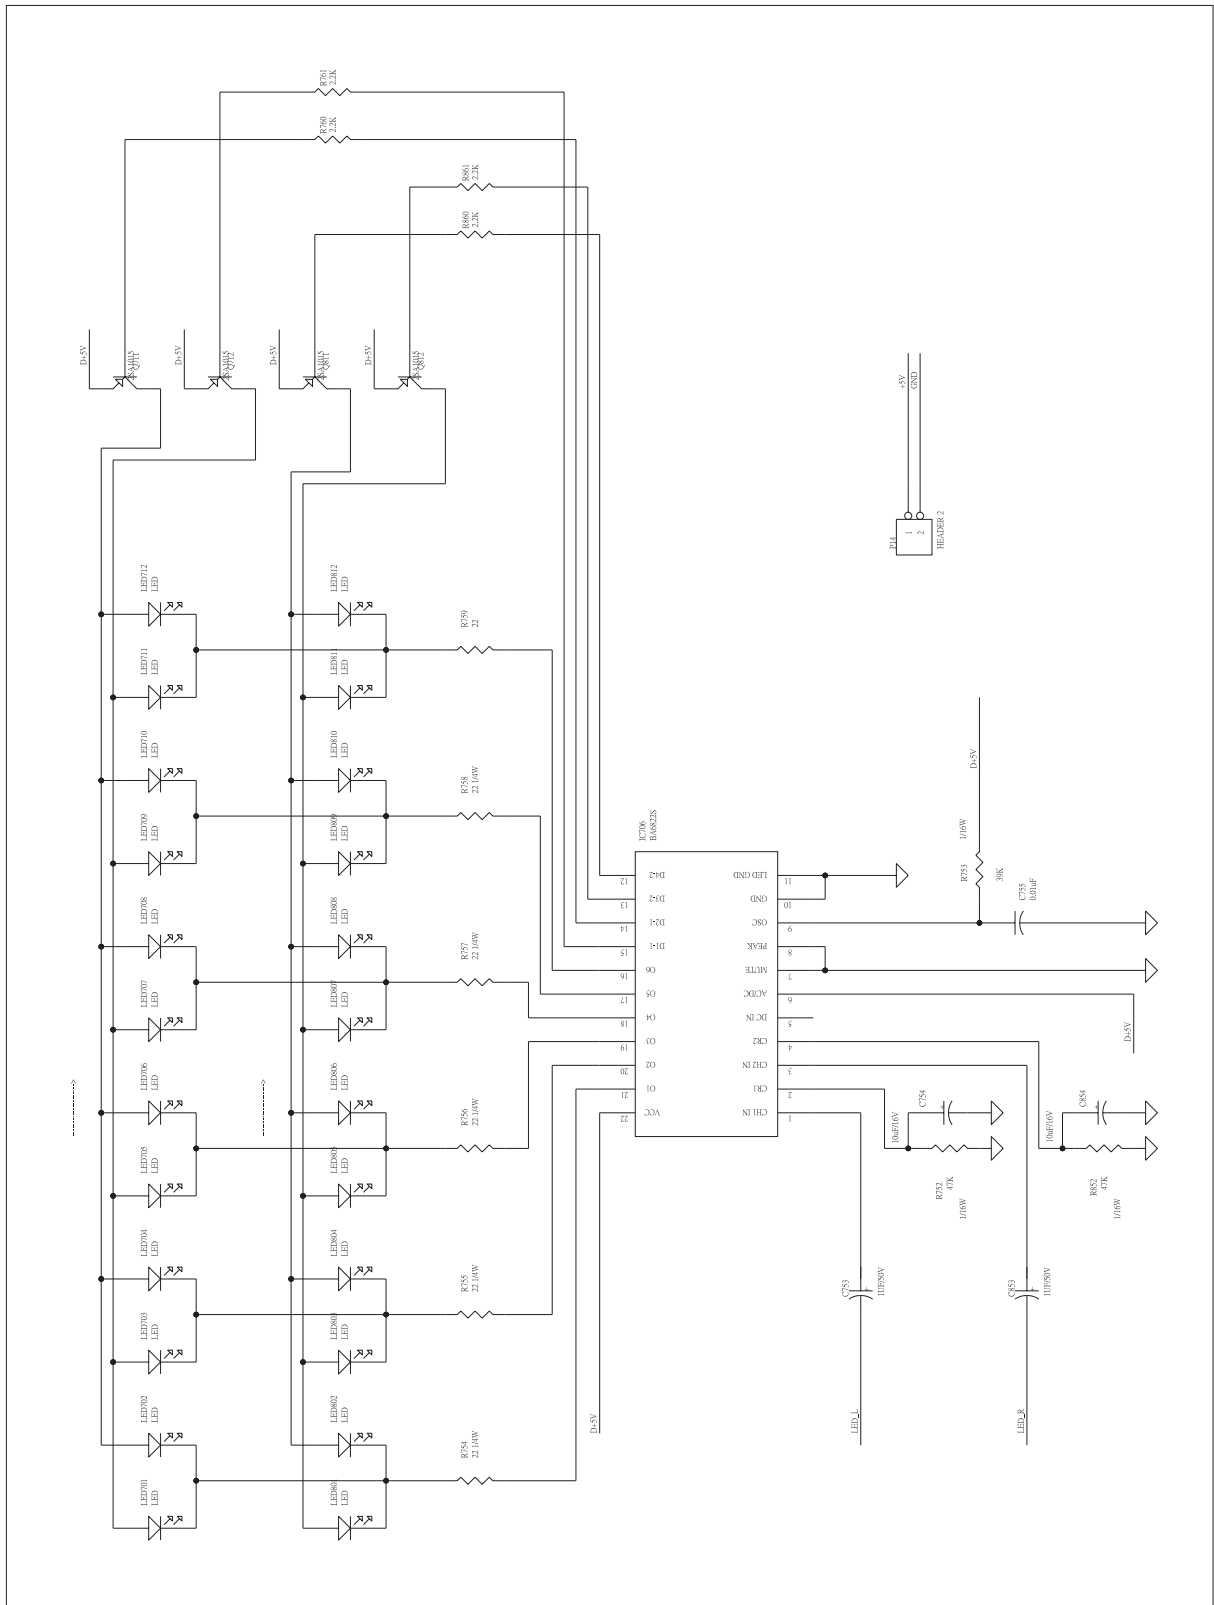 R761
2.2K
R760
2.2K
R861
2.2K
R860
2.2K
D+5V
2SA1015
Q711
D+5V
2SA1015
Q712
D+5V
2SA1015
Q811
D+5V
2SA1015
Q812
+5V
GND
P14
1
2
HEADER 2
LED712
LED
LED812
LED
R759
22
LED711
LED
LED811
LED
LED710
LED
LED810
LED
R758
22 1/4W
LED709
LED
LED809
LED
LED708
LED
LED808
LED
R757
22 1/4W
LED707
LED
LED807
LED
LED706
LED
LED806
LED
R756
22 1/4W
LED705
LED
LED805
LED
LED704
LED
LED804
LED
R755
22 1/4W
LED703
LED
LED803
LED
LED702
LED
LED802
LED
R754
22 1/4W
LED701
LED
LED801
LED
IC706
BA6822S
12
D4-2
LED GND
11
13
D3-2
GND
10
14
D2-1
OSC
9
15
D1-1
PEAK
8
16
O6
MUTE
7
17
O5
AC/DC
6
18
O4
DC IN
5
19
O3
CR2
4
20
O2
CH2 IN
3
21
O1
CR1
2
22
VCC
CH1 IN
1
D+5V
D+5V
1/16W
R753
39K
C755
0.01uF
D+5V
10uF/16V
+
C754
R752
47K
1/16W
10uF/16V
+
C854
R852
47K
1/16W
C753
+
1UF/50V
C853
+
1UF/50V
LED_L
LED_R